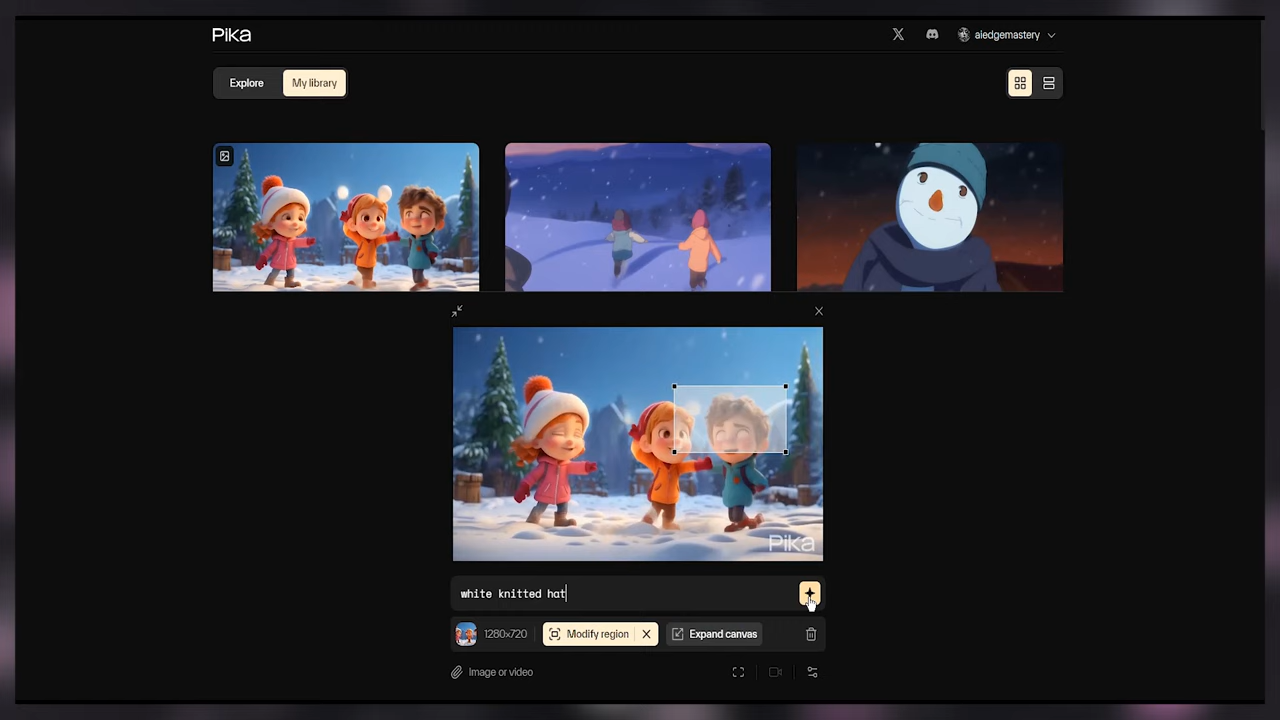 Pika
aiedgemastery
Explore
My library
Pika
white knitted hat
1280x720
Modify region
Expand canvas
Image or video